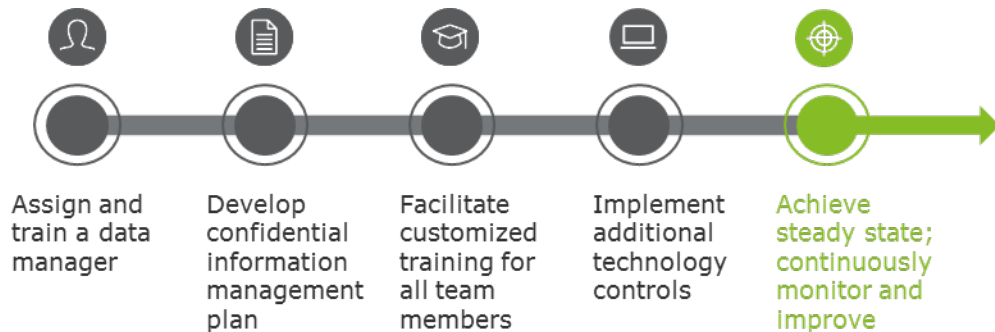 Assign and
train a data
manager
Develop
confidential
information
management
plan
Facilitate
customized
training for
all team
members
Implement
additional
technology
controls
Achieve
steady state;
continuously
monitor and
improve